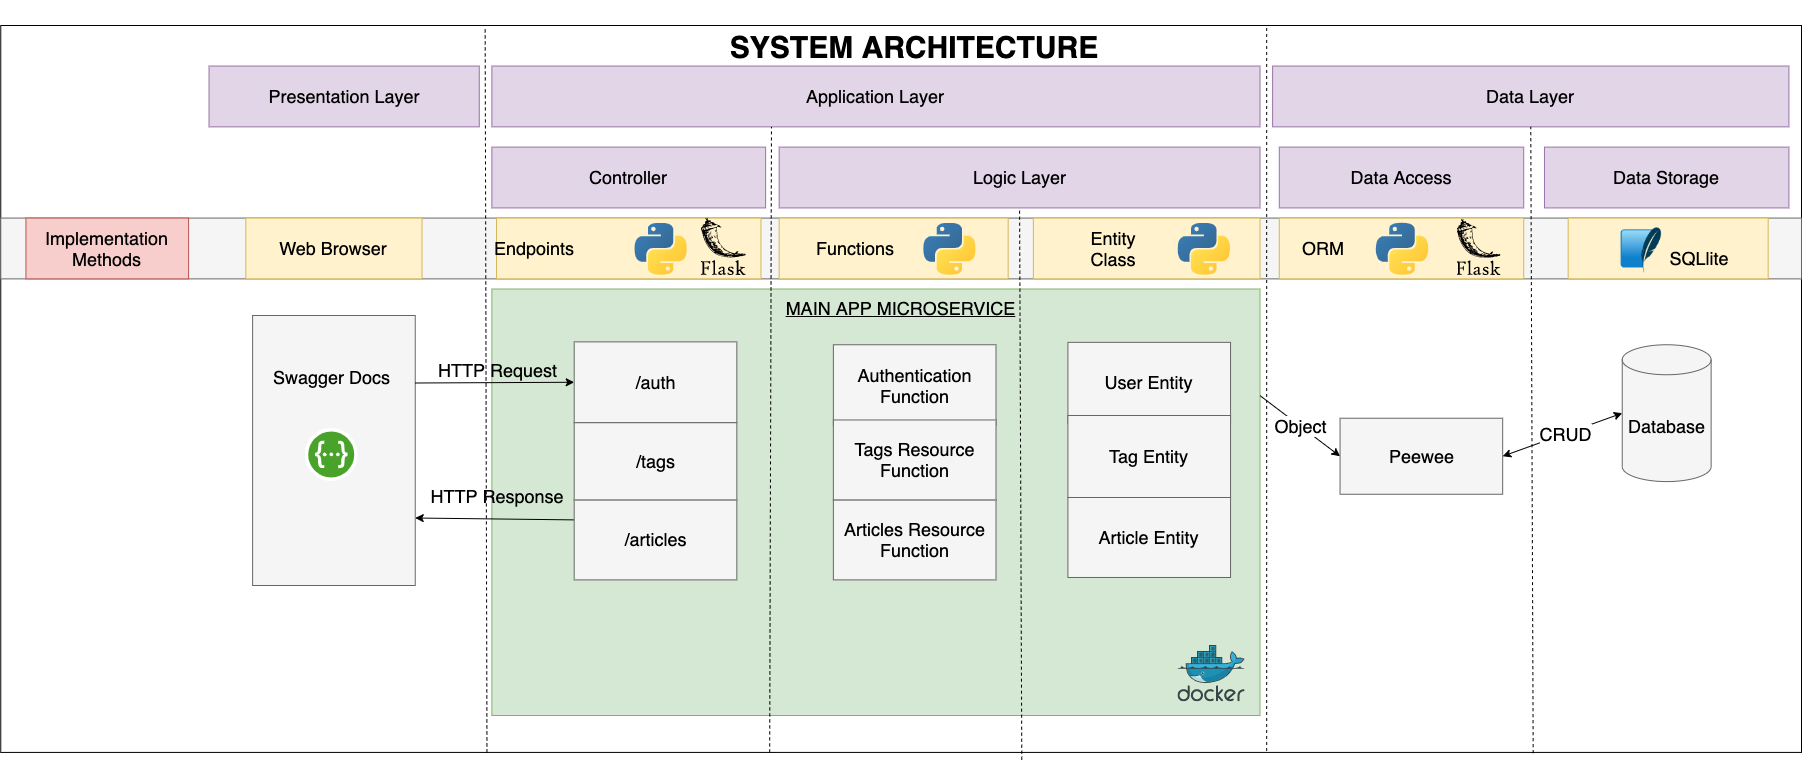 SYSTEM ARCHITECTURE
Presentation Layer
Application Layer
Data Layer
Controller
Logic Layer
Data Access
Data Storage
Implementation
Methods
Web Browser
Endpoints
Flask
Functions
Entity
Class
ORM
Flask
SQLlite
MAIN APP MICROSERVICE
Swagger Docs
{···}
HTTP Request
HTTP Response
/auth
/tags
/articles
Authentication
Function
Tags Resource
Function
Articles Resource
Function
User Entity
Tag Entity
Article Entity
Object
Peewee
CRUD
Database
docker